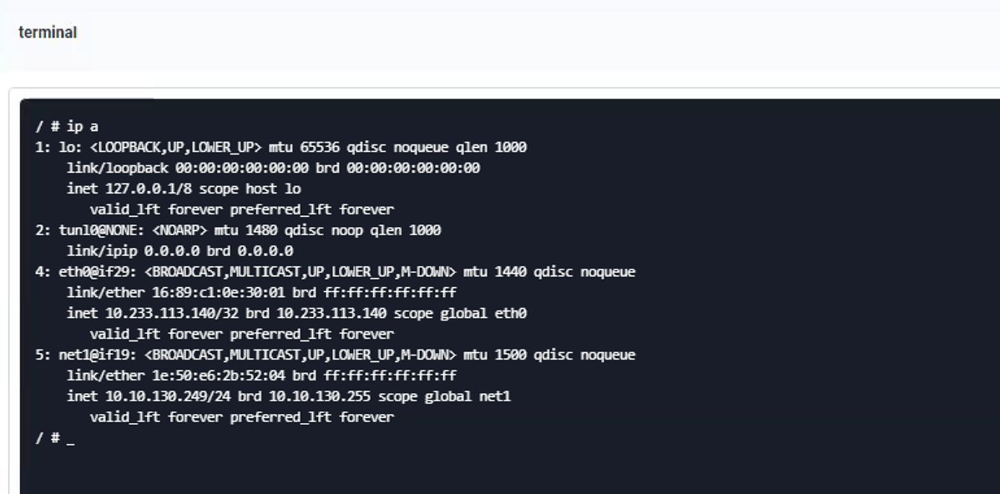 terminal
/ # ip a
1: lo: <LOOPBACK,UP,LOWER_UP> mtu 65536 qdisc noqueue qlen 1000
    link/loopback 00:00:00:00:00:00 brd 00:00:00:00:00:00
    inet 127.0.0.1/8 scope host lo
       valid_lft forever preferred_lft forever
2: tunl0@NONE: <NOARP> mtu 1480 qdisc noop qlen 1000
    link/ipip 0.0.0.0 brd 0.0.0.0
4: eth0@if29: <BROADCAST,MULTICAST,UP,LOWER_UP,M-DOWN> mtu 1440 qdisc noqueue
    link/ether 16:89:c1:0e:30:01 brd ff:ff:ff:ff:ff:ff
    inet 10.233.113.140/32 brd 10.233.113.140 scope global eth0
       valid_lft forever preferred_lft forever
5: net1@if19: <BROADCAST,MULTICAST,UP,LOWER_UP,M-DOWN> mtu 1500 qdisc noqueue
    link/ether 1e:50:e6:2b:52:04 brd ff:ff:ff:ff:ff:ff
    inet 10.10.130.249/24 brd 10.10.130.255 scope global net1
       valid_lft forever preferred_lft forever
/ # _